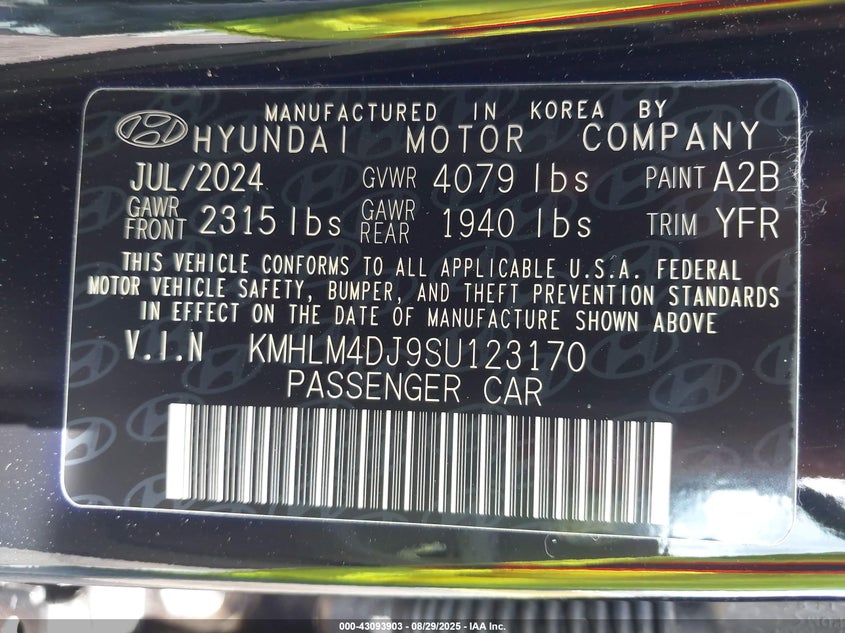 MANUFACTURED IN KOREA BY
HYUNDAI MOTOR COMPANY
JUL/2024 GVWR 4079 lbs PAINT A2B
GAWR FRONT 2315 lbs GAWR REAR 1940 lbs TRIM YFR
THIS VEHICLE CONFORMS TO ALL APPLICABLE U.S.A. FEDERAL
MOTOR VEHICLE SAFETY, BUMPER, AND THEFT PREVENTION STANDARDS
IN EFFECT ON THE DATE OF MANUFACTURE SHOWN ABOVE
V.I.N KMHLM4DJ9SU123170
PASSENGER CAR
000-43093903 - 08/29/2025 - IAA Inc.